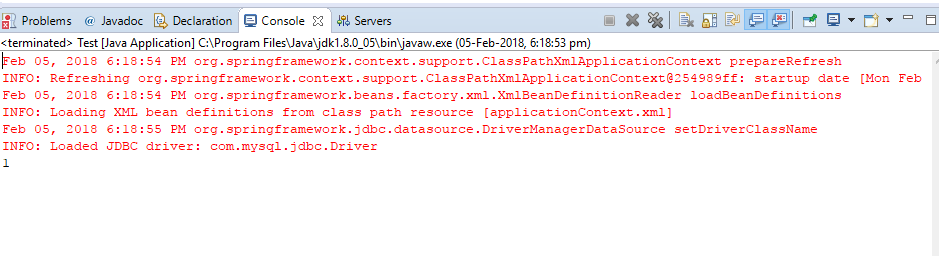 Problems @ Javadoc Declaration Console Servers
<terminated> Test [Java Application] C:\Program Files\Java\jdk1.8.0_05\bin\javaw.exe (05-Feb-2018, 6:18:53 pm)
Feb 05, 2018 6:18:54 PM org.springframework.context.support.ClassPathXmlApplicationContext prepareRefresh
INFO: Refreshing org.springframework.context.support.ClassPathXmlApplicationContext@254989ff: startup date [Mon Feb
Feb 05, 2018 6:18:54 PM org.springframework.beans.factory.xml.XmlBeanDefinitionReader loadBeanDefinitions
INFO: Loading XML bean definitions from class path resource [applicationContext.xml]
Feb 05, 2018 6:18:55 PM org.springframework.jdbc.datasource.DriverManagerDataSource setDriverClassName
INFO: Loaded JDBC driver: com.mysql.jdbc.Driver
1